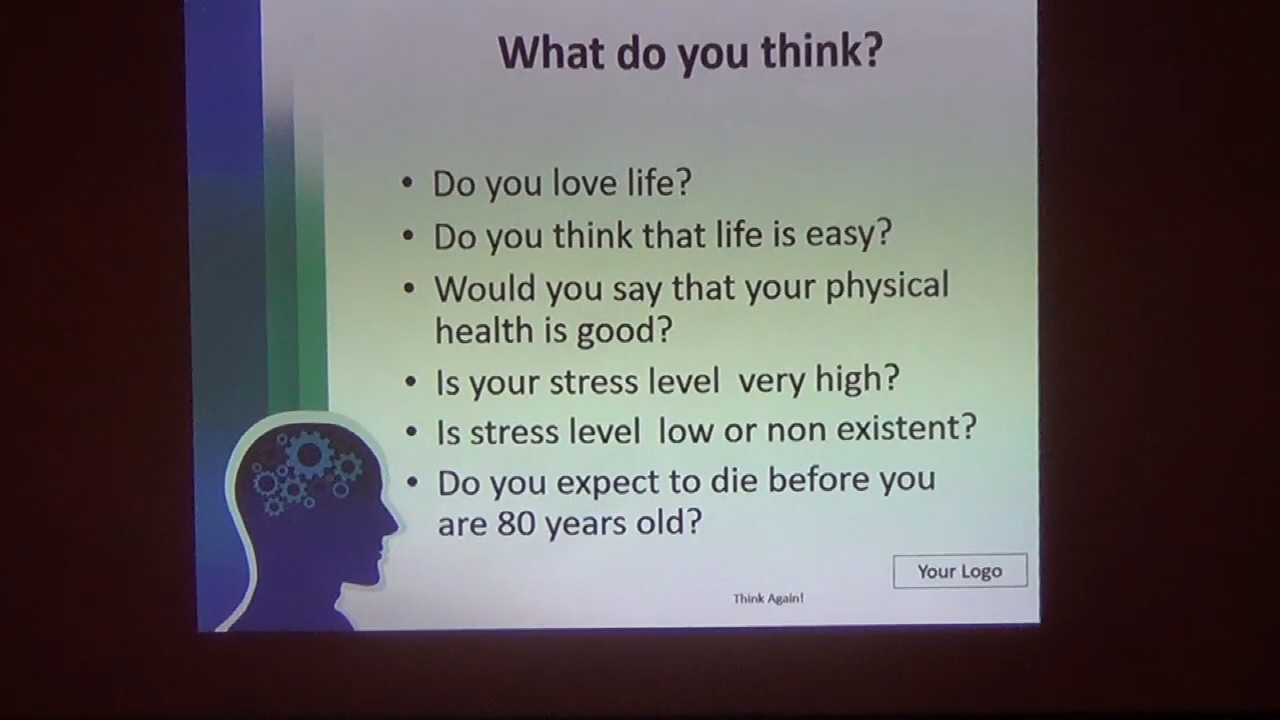 What do you think?
• Do you love life?
• Do you think that life is easy?
• Would you say that your physical
health is good?
• Is your stress level  very high?
• Is stress level  low or non existent?
• Do you expect to die before you
are 80 years old?
Your Logo
Think Again!